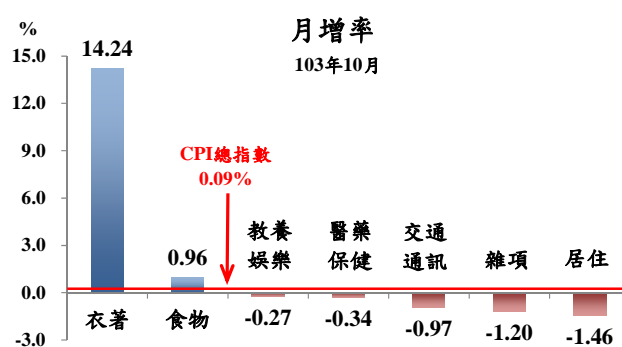 %
月增率
103年10月
15.0
12.0
9.0
6.0
3.0
0.0
-3.0
14.24
0.96
CPI總指數
0.09%
教養
娛樂
醫藥
保健
交通
通訊
雜項
居住
衣著
食物
-0.27
-0.34
-0.97
-1.20
-1.46